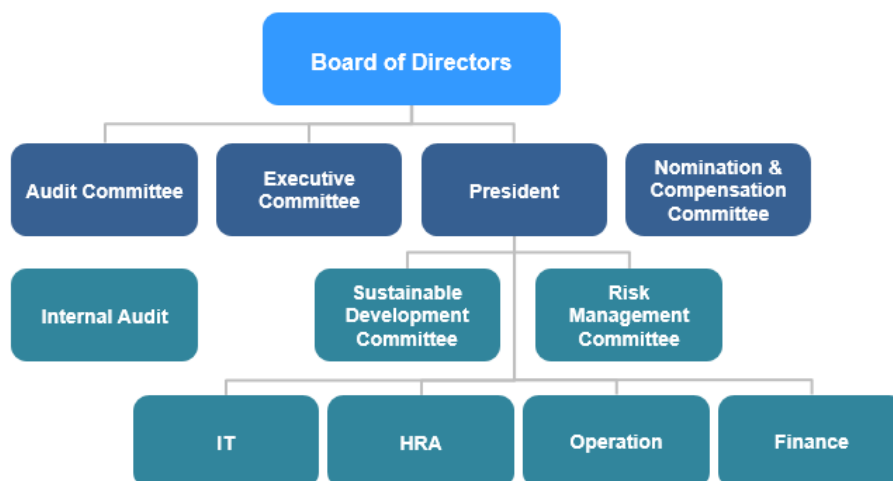 Board of Directors
Audit Committee
Executive
Committee
President
Nomination &
Compensation
Committee
Internal Audit
Sustainable
Development
Committee
Risk
Management
Committee
IT
HRA
Operation
Finance